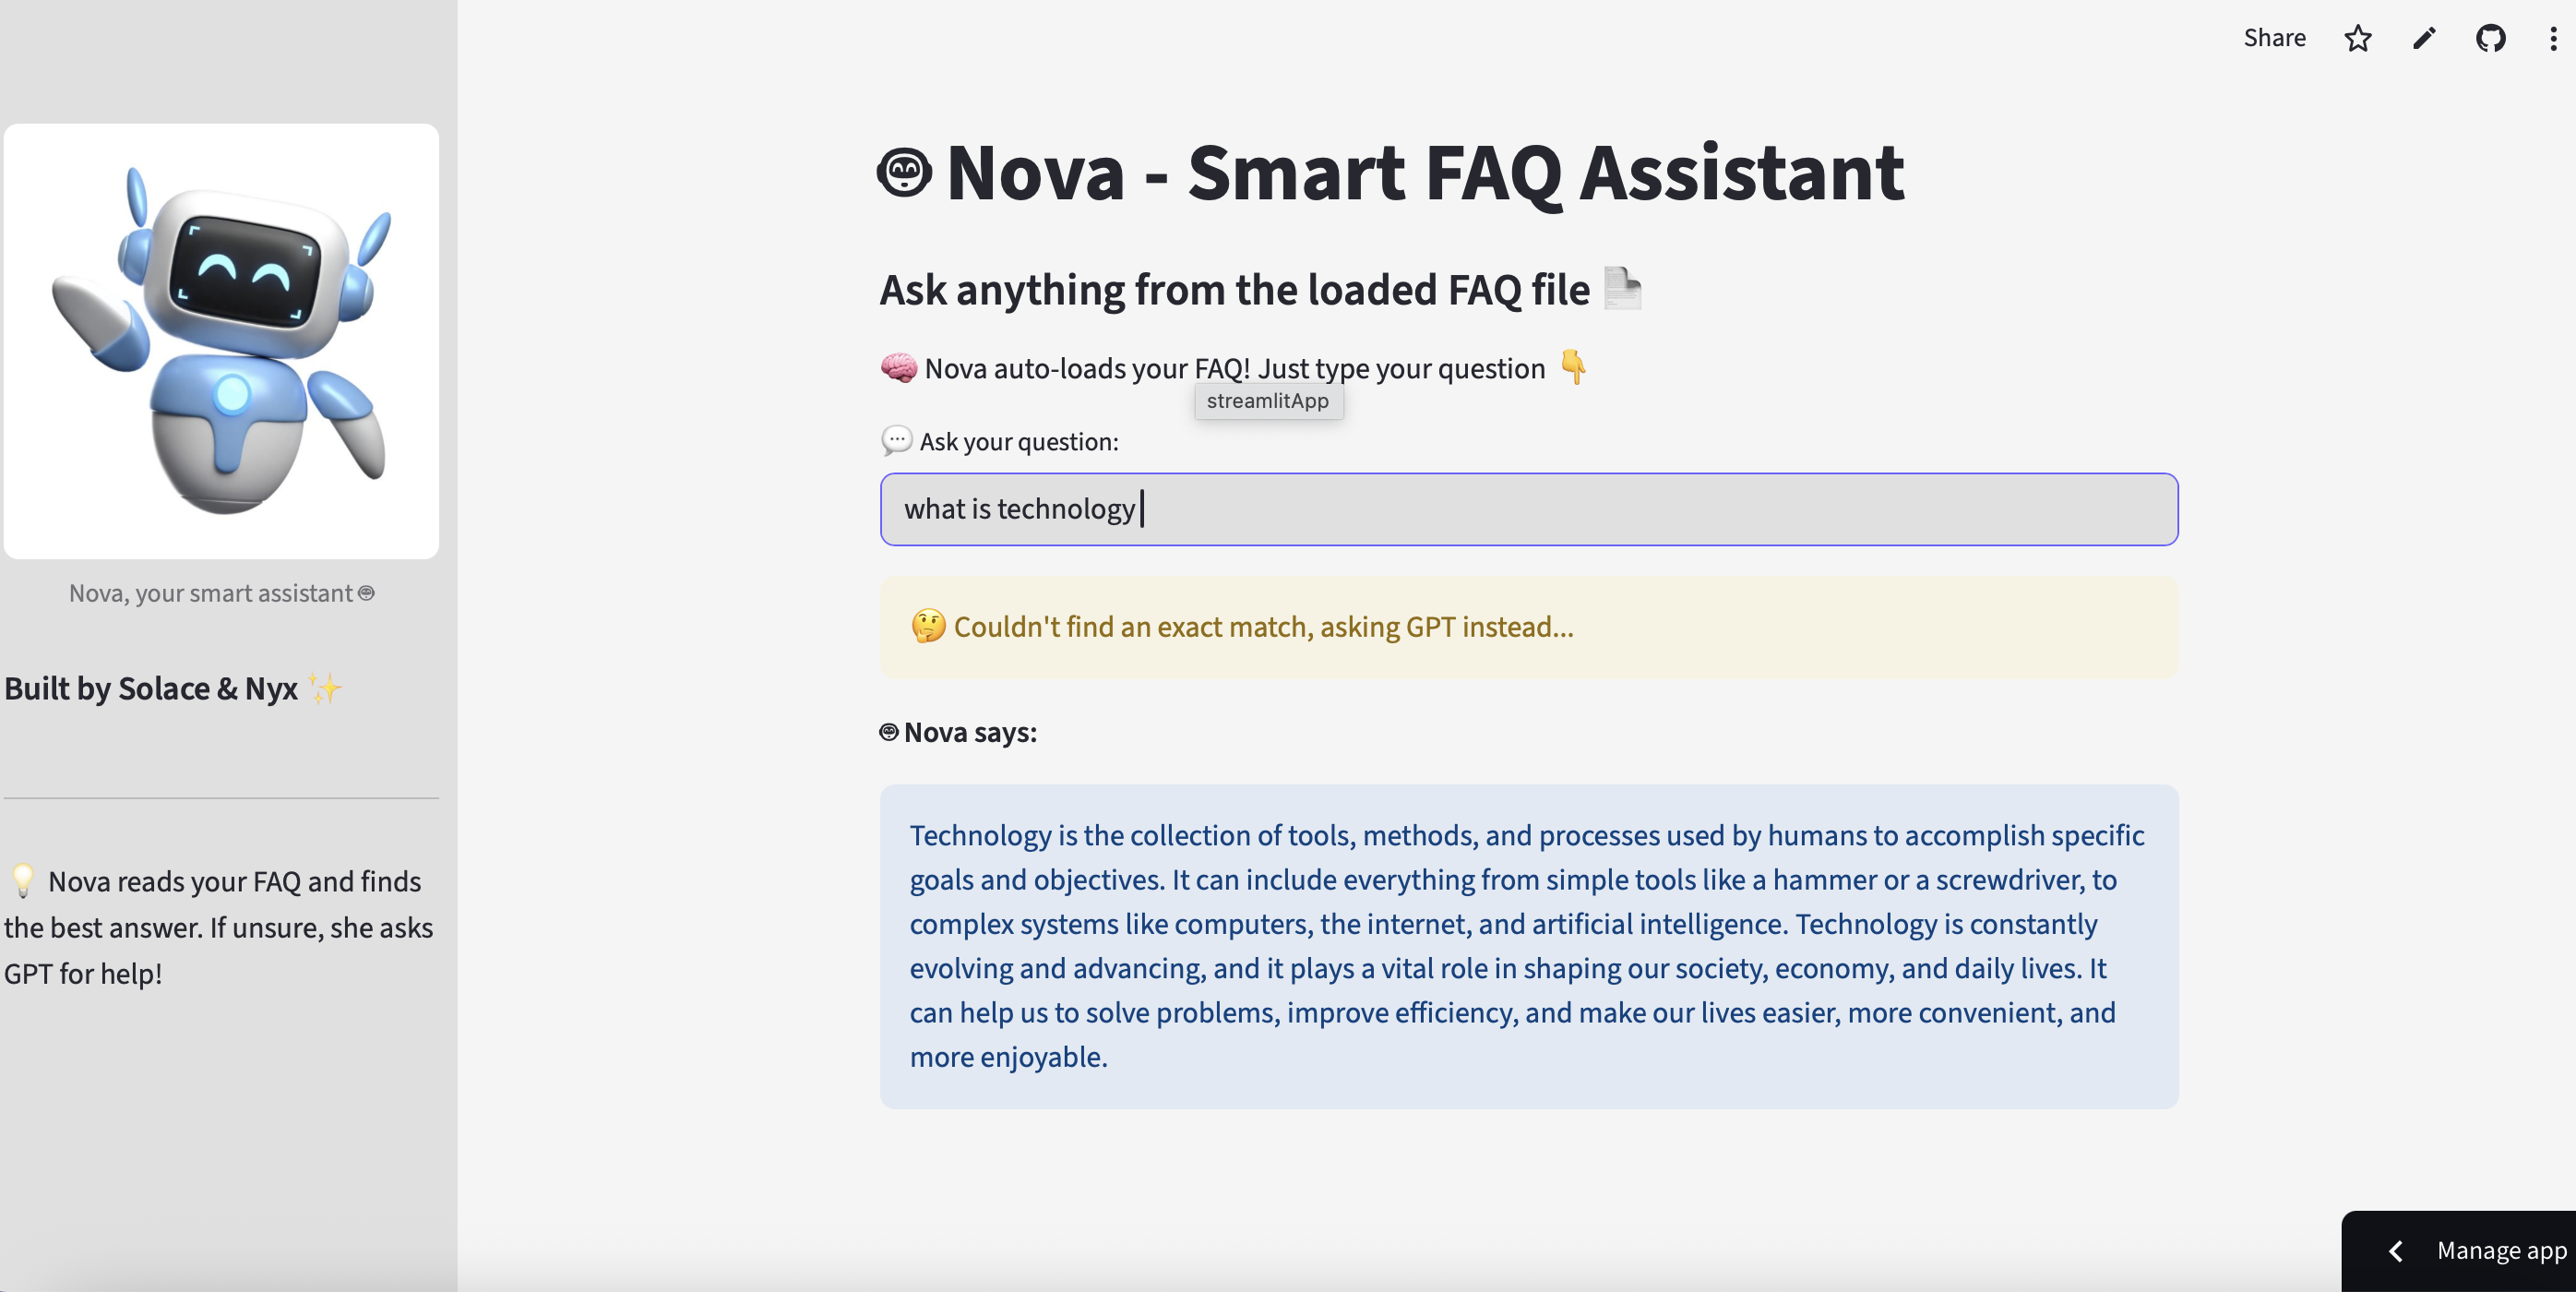 Share
Nova - Smart FAQ Assistant
Ask anything from the loaded FAQ file
🧠 Nova auto-loads your FAQ! Just type your question 👇
streamlitApp
💬 Ask your question:
what is technology
🤔 Couldn't find an exact match, asking GPT instead...
Nova says:
Technology is the collection of tools, methods, and processes used by humans to accomplish specific
goals and objectives. It can include everything from simple tools like a hammer or a screwdriver, to
complex systems like computers, the internet, and artificial intelligence. Technology is constantly
evolving and advancing, and it plays a vital role in shaping our society, economy, and daily lives. It
can help us to solve problems, improve efficiency, and make our lives easier, more convenient, and
more enjoyable.
Nova, your smart assistant
Built by Solace & Nyx ✨
💡 Nova reads your FAQ and finds
the best answer. If unsure, she asks
GPT for help!
Manage app